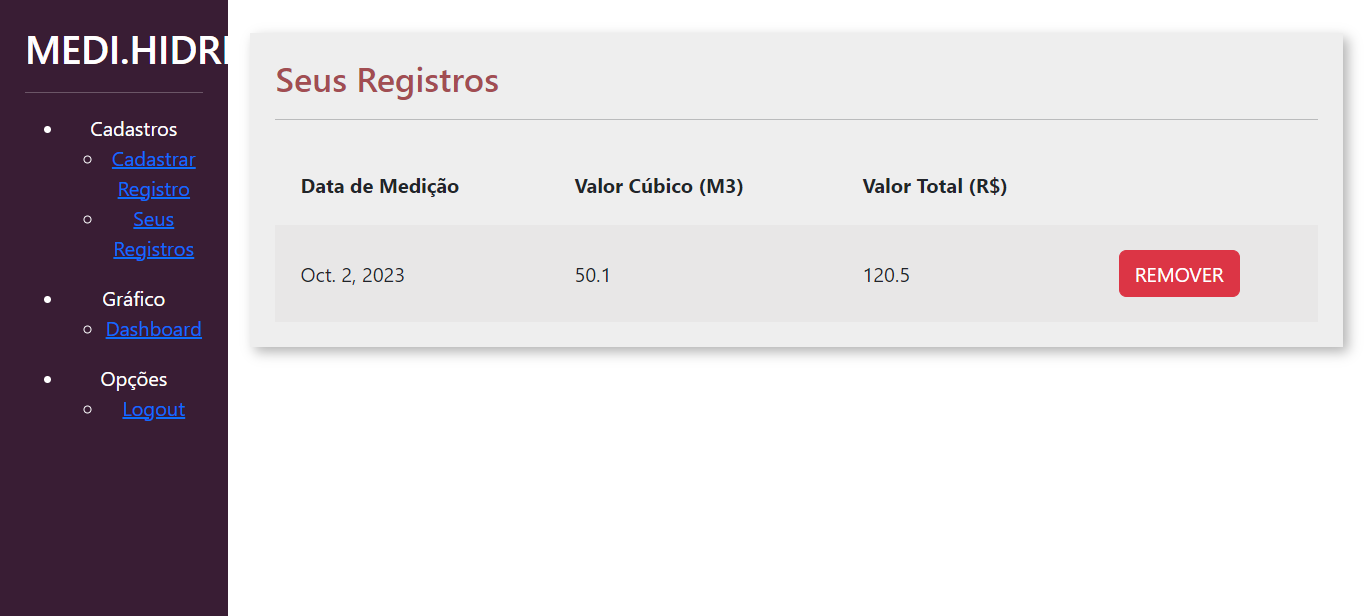 MEDI.HIDR
Cadastros
Cadastrar
Registro
Seus
Registros
Gráfico
Dashboard
Opções
Logout
Seus Registros
Data de Medição Valor Cúbico (M3) Valor Total (R$)
Oct. 2, 2023 50.1 120.5 REMOVER